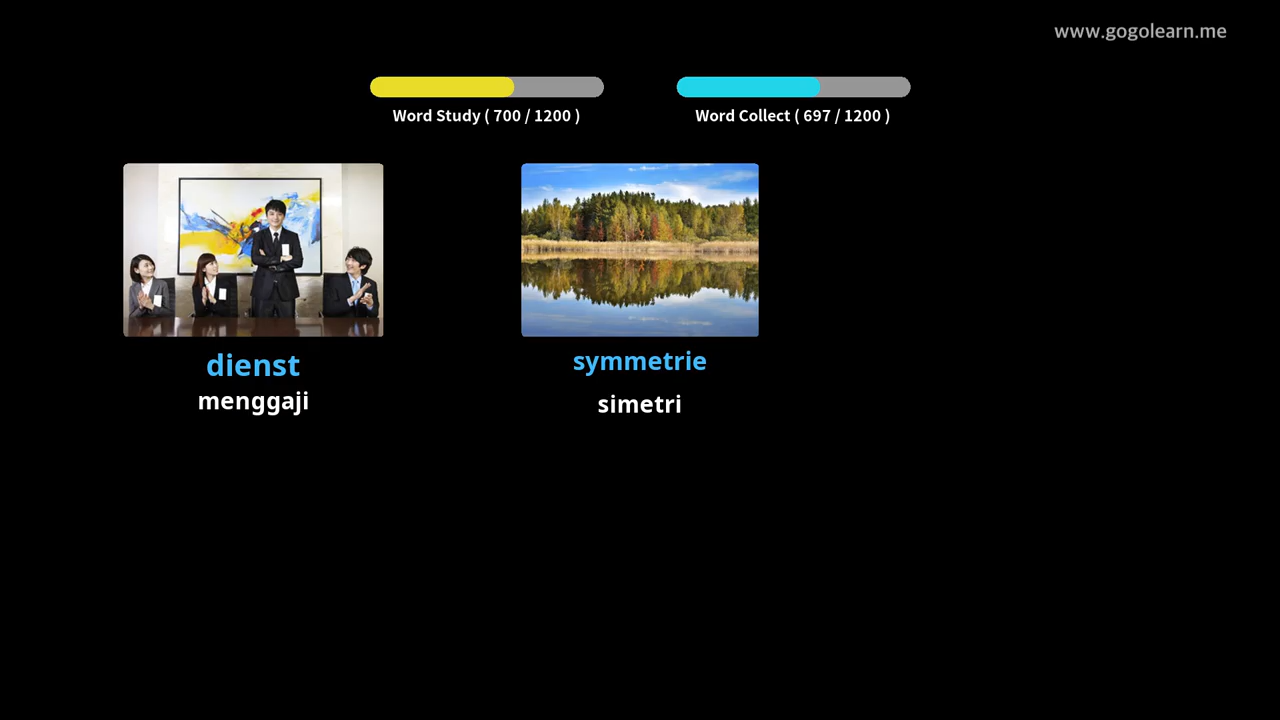 www.gogolearn.me
Word Study ( 700 / 1200 )
Word Collect ( 697 / 1200 )
dienst
menggaji
symmetrie
simetri